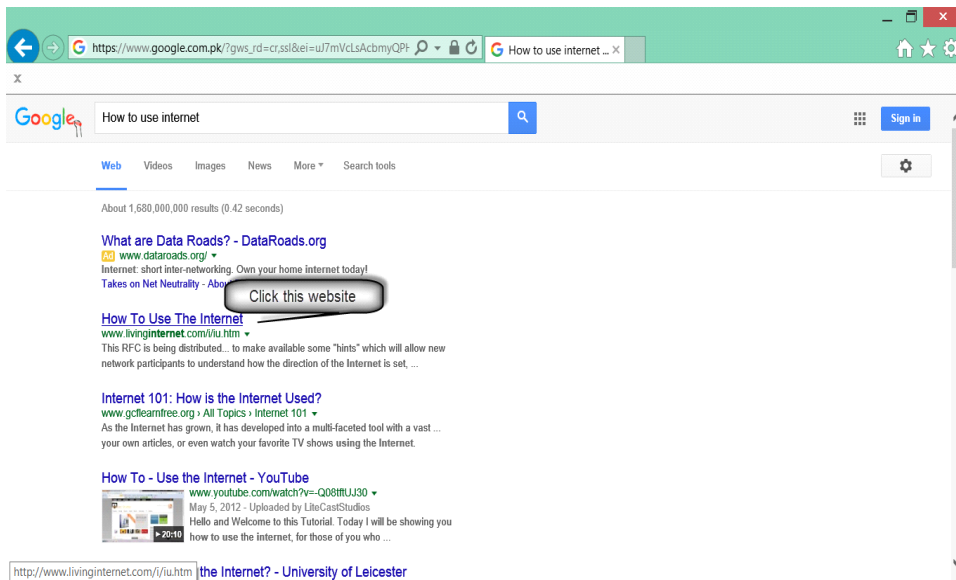 https://www.google.com.pk/?gws_rd=cr,ssl&ei=uJ7mVcLsAcbmyQPH
How to use internet ...
x
Google
How to use internet
Sign in
Web Videos Images News More Search tools
About 1,680,000,000 results (0.42 seconds)
What are Data Roads? - DataRoads.org
Ad www.dataroads.org/
Internet: short inter-networking. Own your home internet today!
Takes on Net Neutrality - Abou
Click this website
How To Use The Internet
www.livinginternet.com/i/iu.htm
This RFC is being distributed... to make available some "hints" which will allow new
network participants to understand how the direction of the Internet is set, ...
Internet 101: How is the Internet Used?
www.gcflearnfree.org › All Topics › Internet 101
As the Internet has grown, it has developed into a multi-faceted tool with a vast ...
your own articles, or even watch your favorite TV shows using the Internet.
How To - Use the Internet - YouTube
www.youtube.com/watch?v=-Q08tftUJ30
May 5, 2012 - Uploaded by LiteCastStudios
Hello and Welcome to this Tutorial. Today I will be showing you
20:10 how to use the internet, for those of you who ...
http://www.livinginternet.com/i/iu.htm the Internet? - University of Leicester